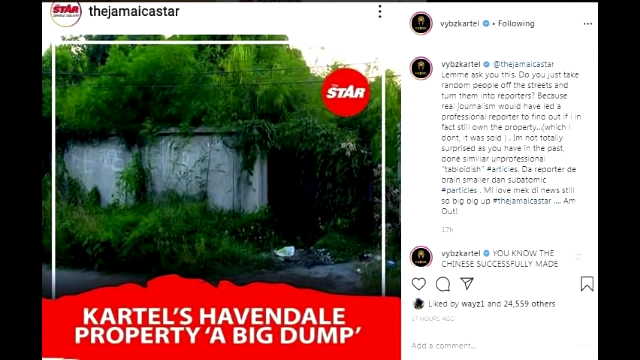 STAR
thejamaicastar
The
STAR
KARTEL'S HAVENDALE
PROPERTY 'A BIG DUMP'
vybzkartel • Following
vybzkartel @thejamaicastar
Lemme ask you this. Do you just take
random people off the streets and
turn them into reporters? Because
real journalism would have led a
professional reporter to find out if i in
fact still own the property...(which i
dont, it was sold ). Im not totally
surprised as you have in the past,
done similiar unprofessional
"tabloidish" #articles. Da reporter de
brain smaller dan subatomic
#particles . Mi love mek di news still
so big big up #thejamaicastar .... Am
Out!
17h
vybzkartel YOU KNOW THE
CHINESE SUCCESSFULLY MADE
Liked by wayz1 and 24,559 others
17 HOURS AGO
Add a comment...